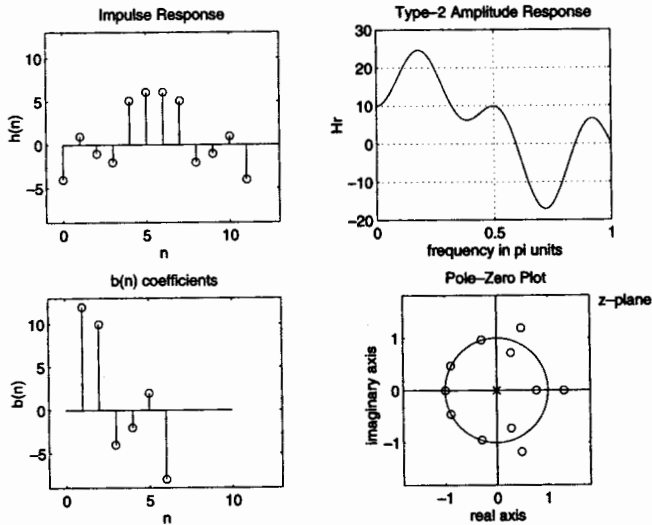 Impulse Response
10
5
0
-5
h(n)
0
5
10
n
Type-2 Amplitude Response
30
20
10
0
-10
-20
Hr
0
0.5
1
frequency in pi units
b(n) coefficients
10
5
0
-5
b(n)
0
5
10
n
Pole-Zero Plot
z-plane
1
0
-1
imaginary axis
-1
0
1
real axis